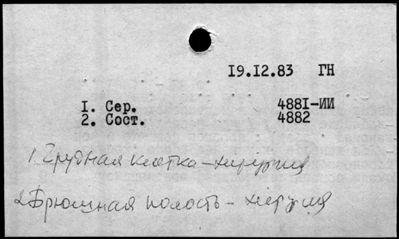 19.12.83 ГН
1. Сер. 4881-ИИ
2. Сост. 4882
1. Грудная клетка - хирургия
2. Брюшная полость - хирургия